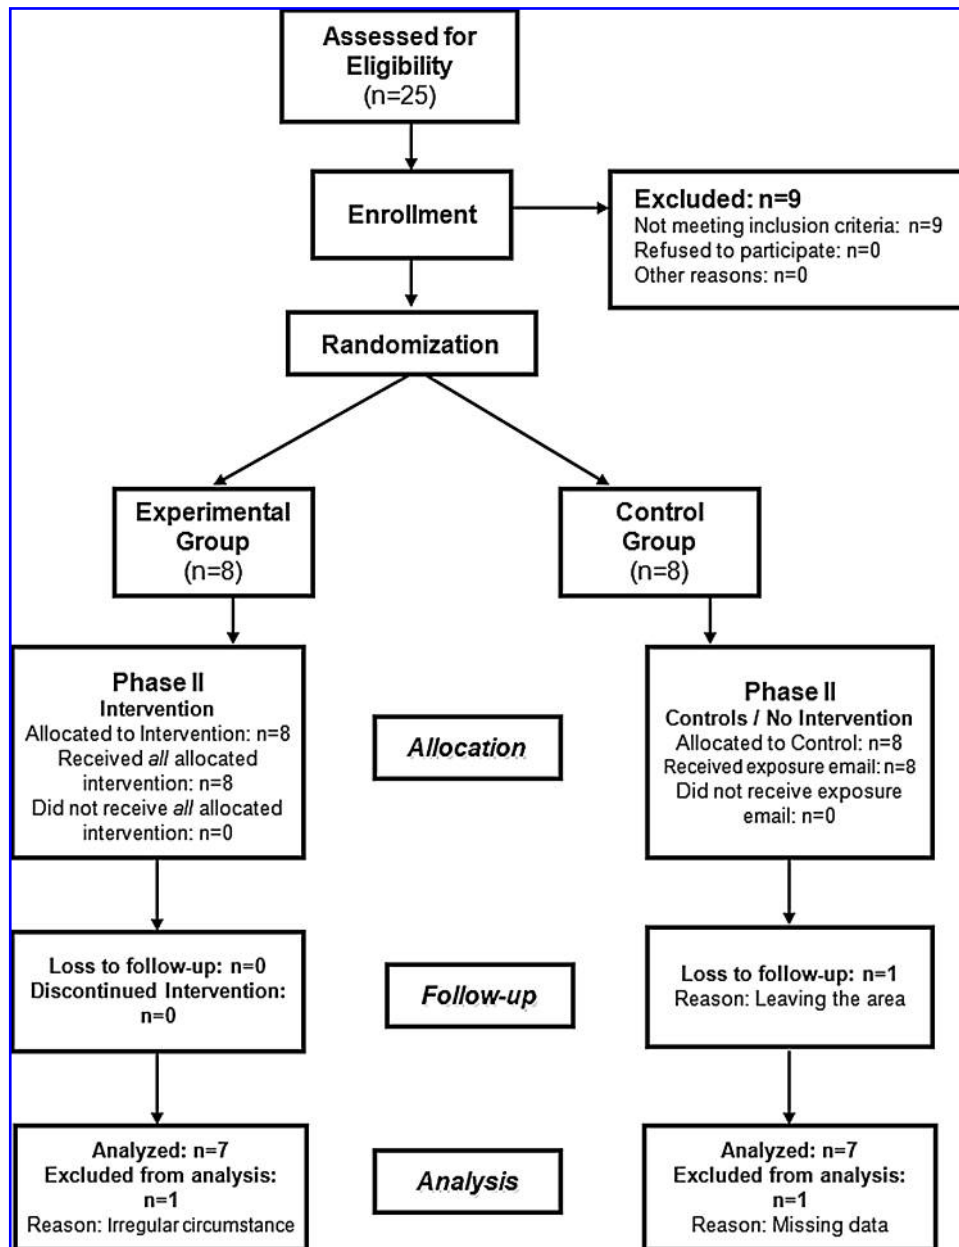 Assessed for
Eligibility
(n=25)
Enrollment
Excluded: n=9
Not meeting inclusion criteria: n=9
Refused to participate: n=0
Other reasons: n=0
Randomization
Experimental
Group
(n=8)
Control
Group
(n=8)
Phase II
Intervention
Allocated to Intervention: n=8
Received all allocated
intervention: n=8
Did not receive all allocated
intervention: n=0
Allocation
Phase II
Controls / No Intervention
Allocated to Control: n=8
Received exposure email: n=8
Did not receive exposure
email: n=0
Loss to follow-up: n=0
Discontinued Intervention:
n=0
Follow-up
Loss to follow-up: n=1
Reason: Leaving the area
Analyzed: n=7
Excluded from analysis:
n=1
Reason: Irregular circumstance
Analysis
Analyzed: n=7
Excluded from analysis:
n=1
Reason: Missing data